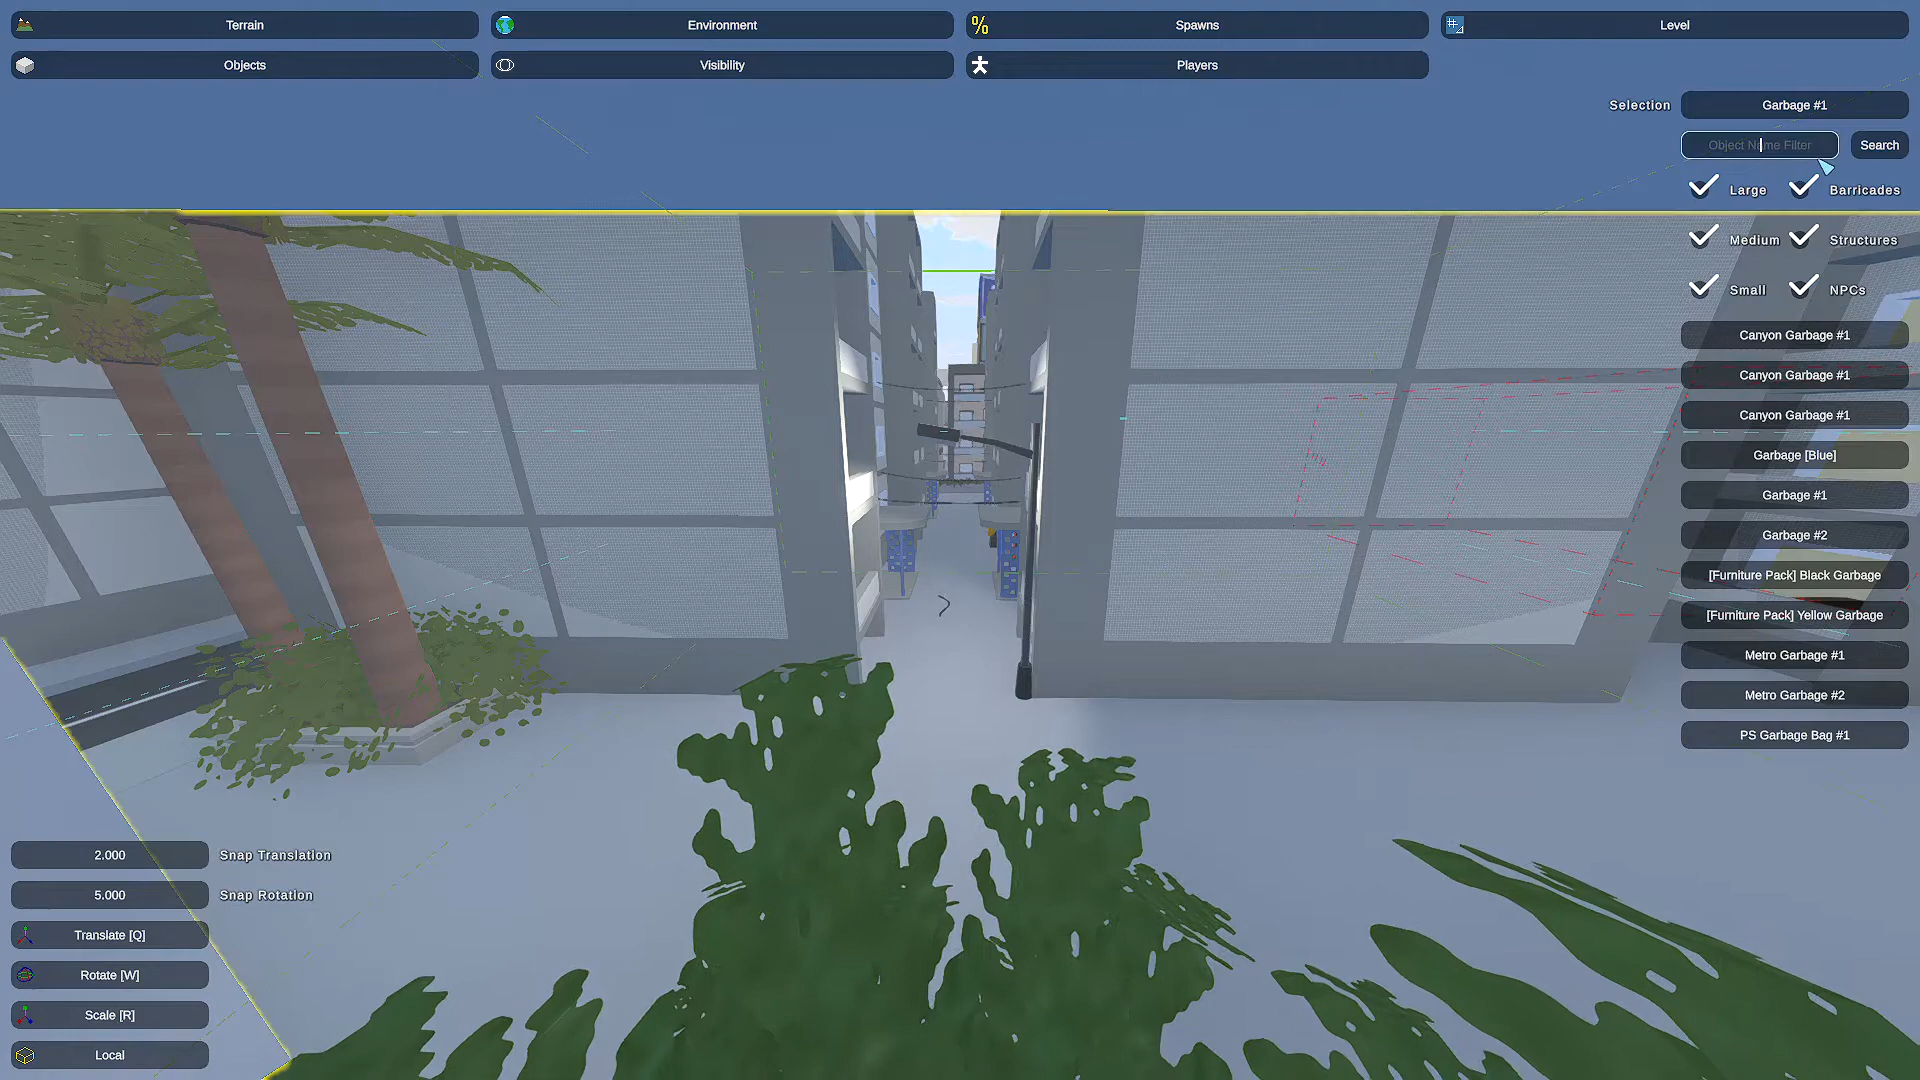 Terrain
Environment
Spawns
Level
Objects
Visibility
Players
Selection
Garbage #1
Object Name Filter
Search
Large
Barricades
Medium
Structures
Small
NPCs
Canyon Garbage #1
Canyon Garbage #1
Canyon Garbage #1
Garbage [Blue]
Garbage #1
Garbage #2
[Furniture Pack] Black Garbage
[Furniture Pack] Yellow Garbage
Metro Garbage #1
Metro Garbage #2
PS Garbage Bag #1
2.000
Snap Translation
5.000
Snap Rotation
Translate [Q]
Rotate [W]
Scale [R]
Local